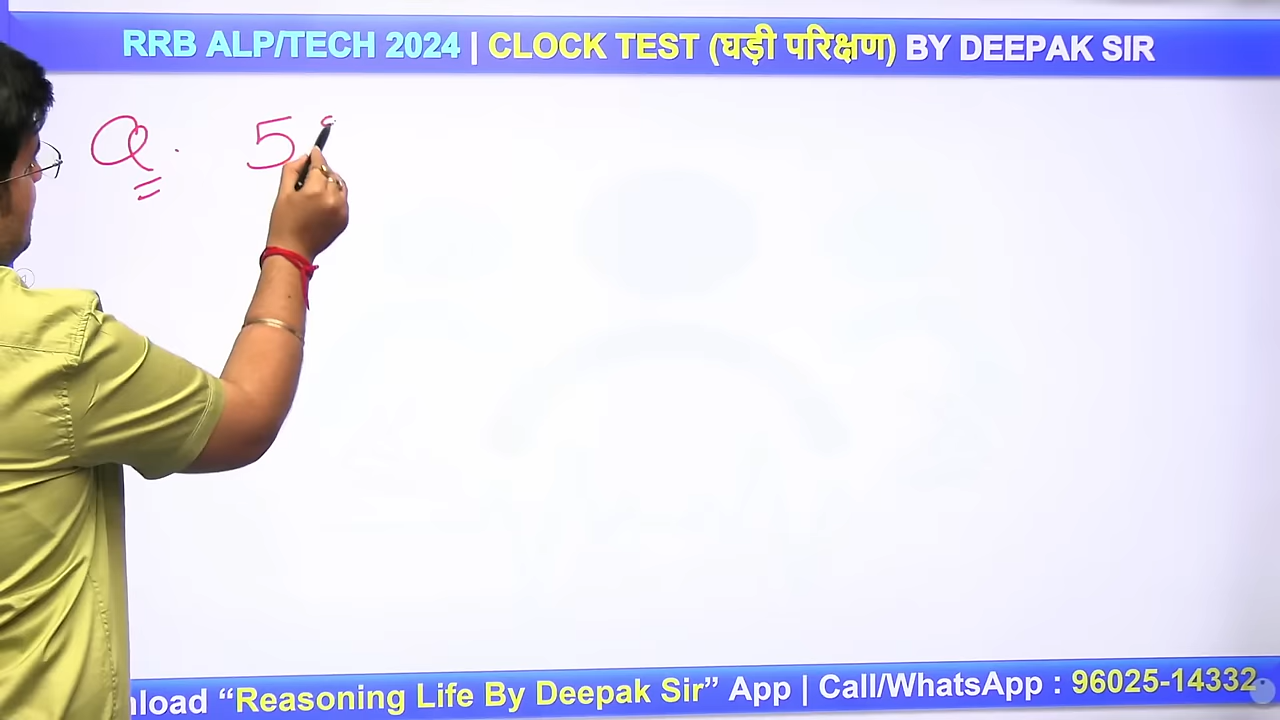 RRB ALP/TECH 2024 | CLOCK TEST (घड़ी परिक्षण) BY DEEPAK SIR
Q. 5
nload “Reasoning Life By Deepak Sir” App | Call/WhatsApp : 96025-14332